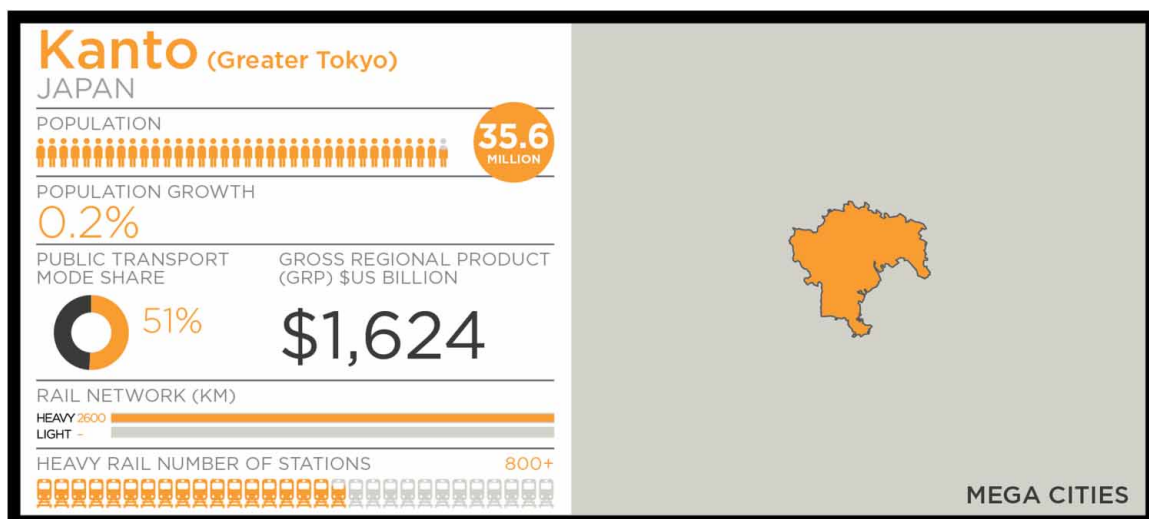 Kanto (Greater Tokyo)
JAPAN
POPULATION
35.6
MILLION
POPULATION GROWTH
0.2%
PUBLIC TRANSPORT
MODE SHARE
51%
GROSS REGIONAL PRODUCT
(GRP) $US BILLION
$1,624
RAIL NETWORK (KM)
HEAVY 2600
LIGHT -
HEAVY RAIL NUMBER OF STATIONS 800+
MEGA CITIES